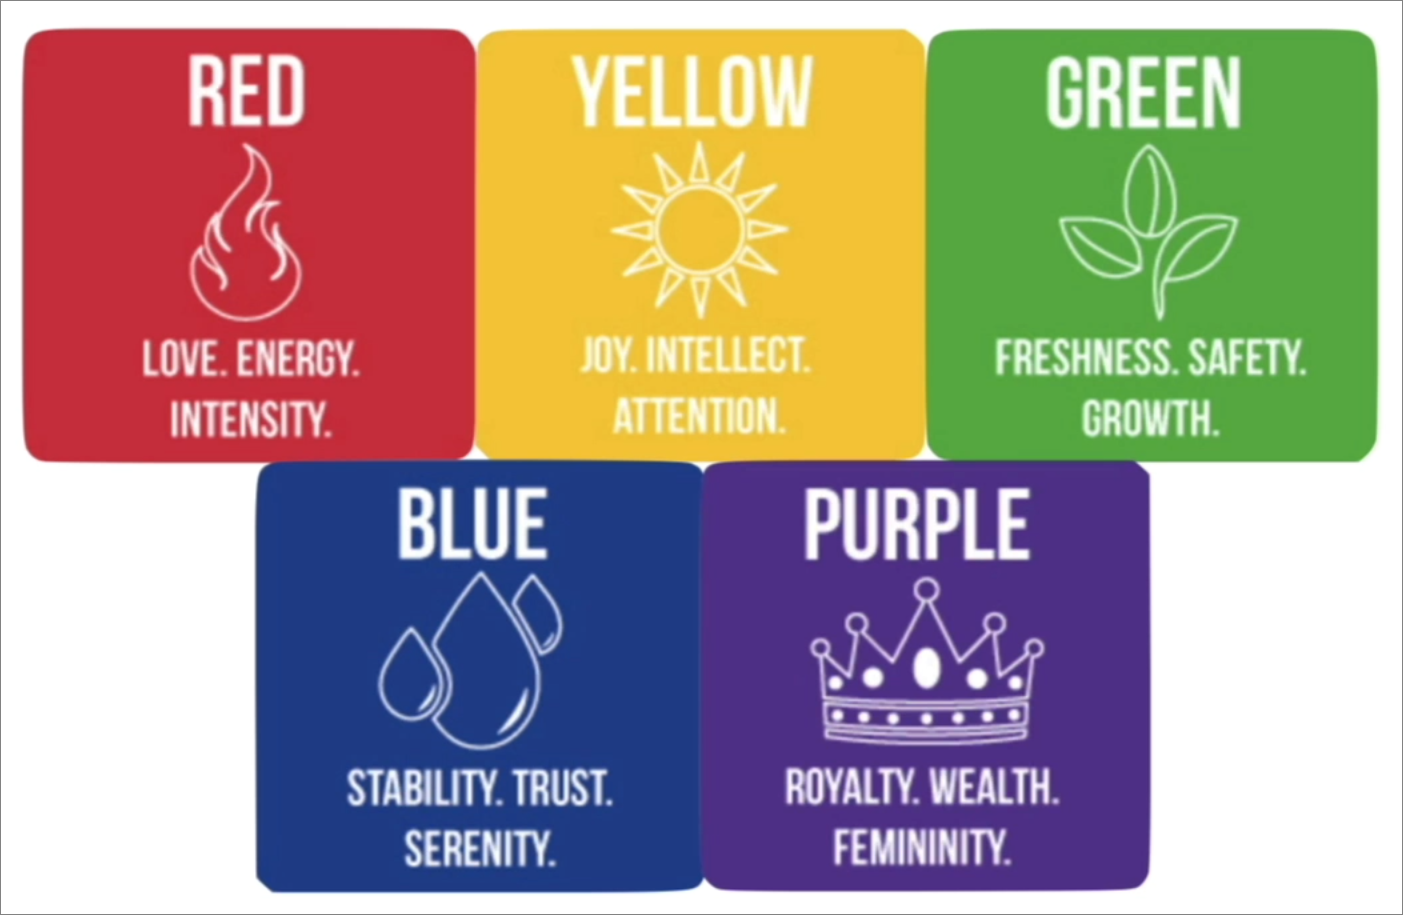 RED
LOVE. ENERGY.
INTENSITY.
YELLOW
JOY. INTELLECT.
ATTENTION.
GREEN
FRESHNESS. SAFETY.
GROWTH.
BLUE
STABILITY. TRUST.
SERENITY.
PURPLE
ROYALTY. WEALTH.
FEMININITY.